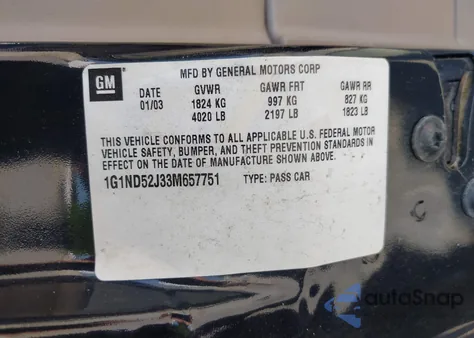 GM
MFD BY GENERAL MOTORS CORP
DATE GVWR GAWR FRT GAWR RR
01/03 1824 KG 997 KG 827 KG
4020 LB 2197 LB 1823 LB
THIS VEHICLE CONFORMS TO ALL APPLICABLE U.S. FEDERAL MOTOR
VEHICLE SAFETY, BUMPER, AND THEFT PREVENTION STANDARDS
IN EFFECT ON THE DATE OF MANUFACTURE SHOWN ABOVE.
1G1ND52J33M657751 TYPE: PASS CAR
autoSnap